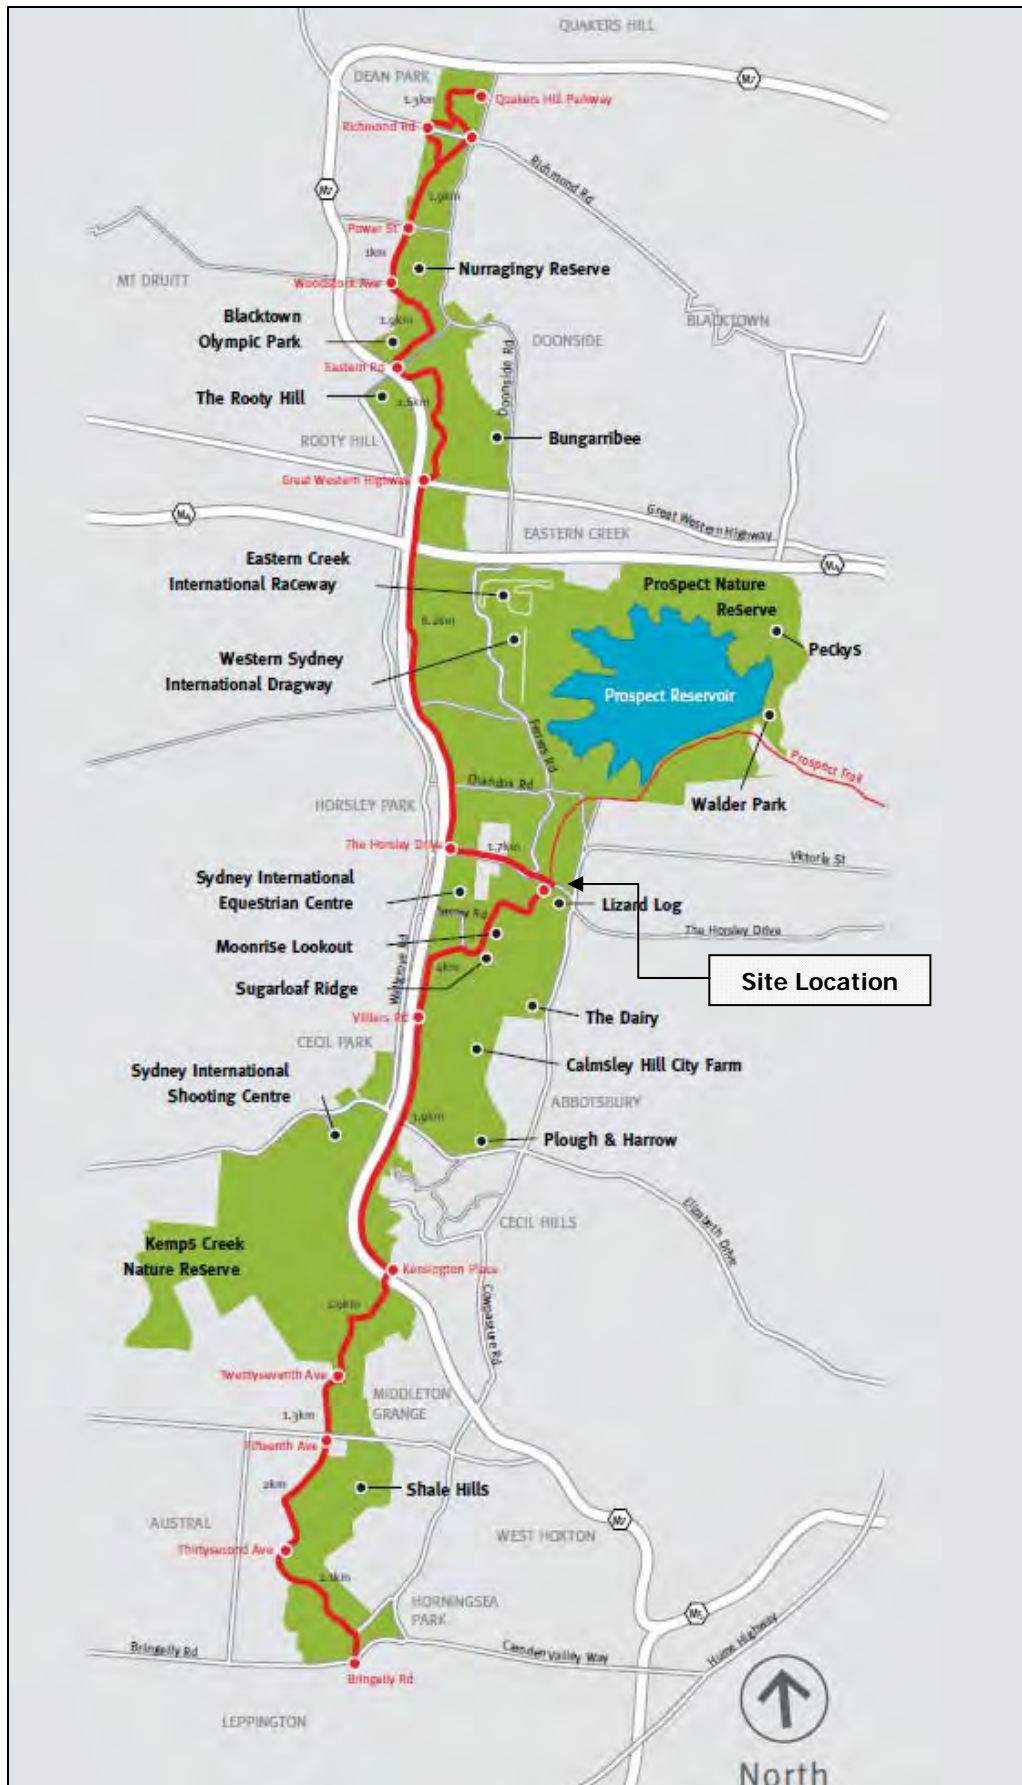 QUAKERS HILL
DEAN PARK
M7
1.3km
Quakers Hill Parkway
Richmond Rd
Richmond Rd
M7
1.9km
Power St
1km
Nurragingy Reserve
MT DRUITT
Woodstock Ave
Blacktown
Olympic Park
1.9km
BLACKTOWN
DOONSIDE
Doonside Rd
Eastern Rd
The Rooty Hill
2.6km
ROOTY HILL
Bungarribee
Great Western Highway
M4
Great Western Highway
EASTERN CREEK
Eastern Creek
International Raceway
M4
Prospect Nature
Reserve
Peckys
6.2km
Western Sydney
International Dragway
Prospect Reservoir
Ferrers Rd
Prospect Trail
Chandos Rd
Walder Park
HORSLEY PARK
The Horsley Drive
1.7km
Victoria St
Sydney International
Equestrian Centre
Lizard Log
The Horsley Drive
Moonrise Lookout
Wallgrove Rd
4km
Sugarloaf Ridge
Site Location
Villiers Rd
The Dairy
CECIL PARK
Calmsley Hill City Farm
Sydney International
Shooting Centre
ABBOTSBURY
3.9km
Plough & Harrow
Elizabeth Drive
CECIL HILLS
Kemps Creek
Nature Reserve
Kensington Place
Cowpasture Rd
Twentyseventh Ave
MIDDLETON
GRANGE
1.3km
Fifteenth Ave
2km
Shale Hills
AUSTRAL
M7
WEST HOXTON
Thirtysecond Ave
HORNINGSEA
PARK
M5
Hume Highway
Bringelly Rd
Camden Valley Way
Bringelly Rd
LEPPINGTON
North